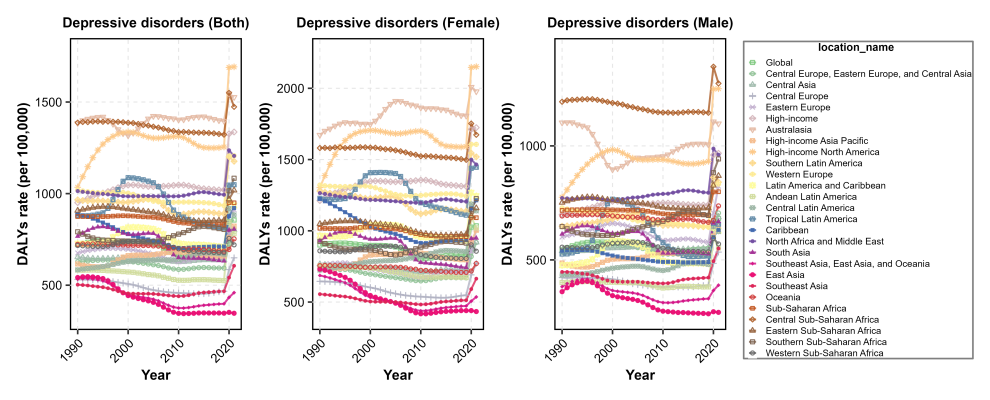 Depressive disorders (Both)
DALYs rate (per 100,000)
1500
1000
500
1990
2000
2010
2020
Year
Depressive disorders (Female)
DALYs rate (per 100,000)
2000
1500
1000
500
1990
2000
2010
2020
Year
Depressive disorders (Male)
DALYs rate (per 100,000)
1000
500
1990
2000
2010
2020
Year
location_name
Global
Central Europe, Eastern Europe, and Central Asia
Central Asia
Central Europe
Eastern Europe
High-income
Australasia
High-income Asia Pacific
High-income North America
Southern Latin America
Western Europe
Latin America and Caribbean
Andean Latin America
Central Latin America
Tropical Latin America
Caribbean
North Africa and Middle East
South Asia
Southeast Asia, East Asia, and Oceania
East Asia
Southeast Asia
Oceania
Sub-Saharan Africa
Central Sub-Saharan Africa
Eastern Sub-Saharan Africa
Southern Sub-Saharan Africa
Western Sub-Saharan Africa